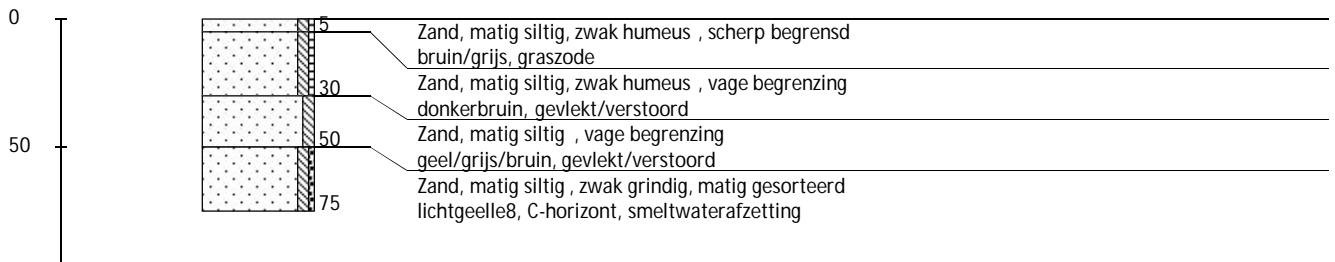 0
5
Zand, matig siltig, zwak humeus , scherp begrensd
bruin/grijs, graszode
30
Zand, matig siltig, zwak humeus , vage begrenzing
donkerbruin, gevlekt/verstoord
50
50
Zand, matig siltig , vage begrenzing
geel/grijs/bruin, gevlekt/verstoord
75
Zand, matig siltig , zwak grindig, matig gesorteerd
lichtgeelle8, C-horizont, smeltwaterafzetting